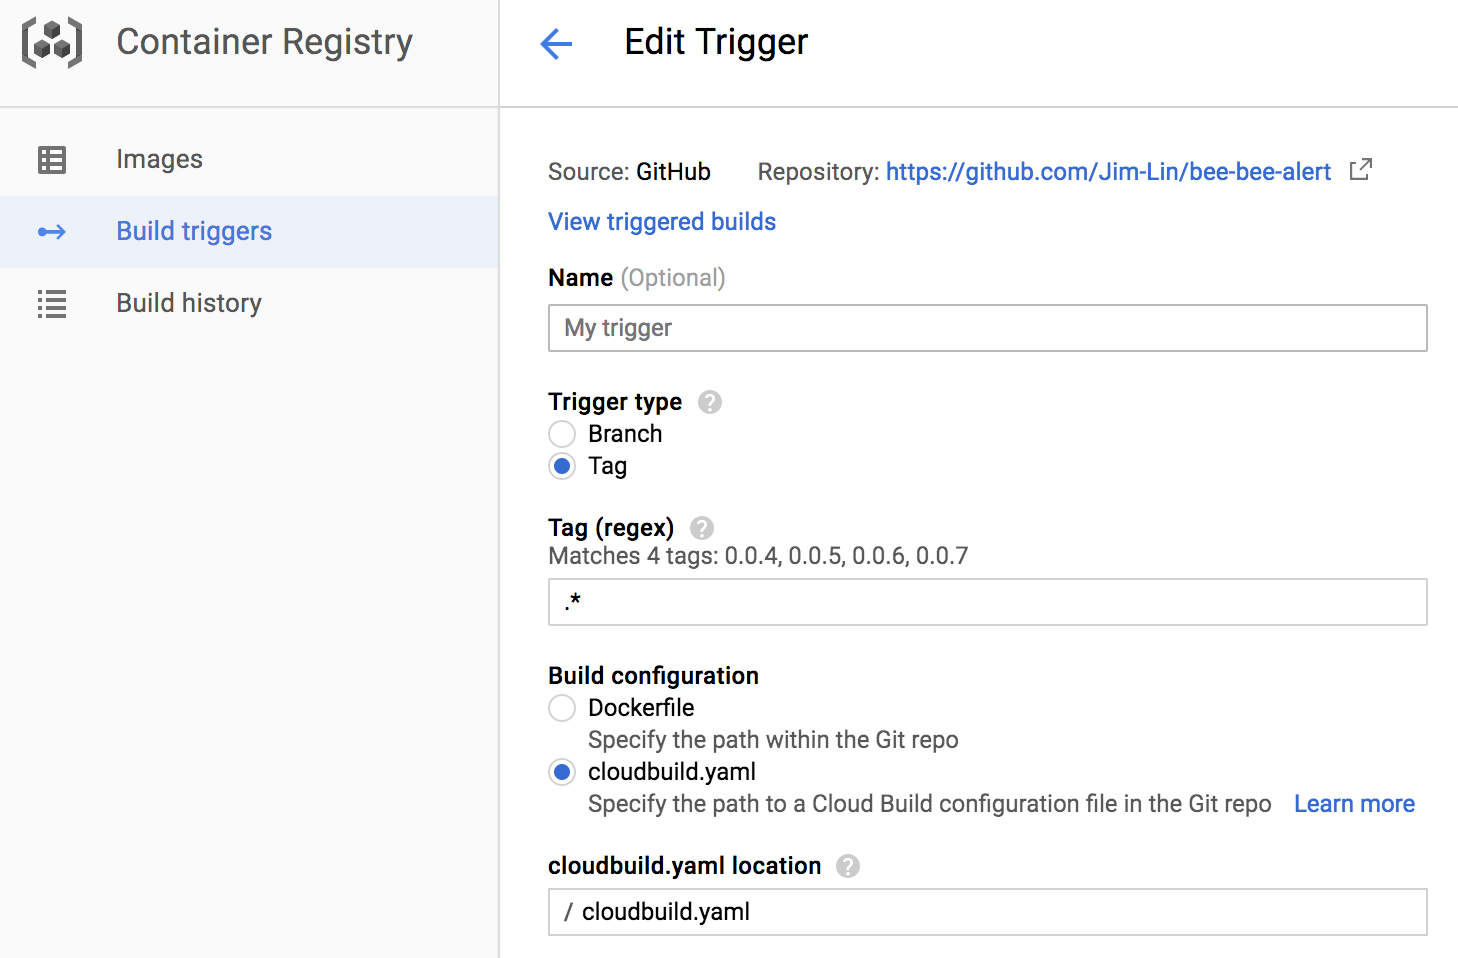 Container Registry
Edit Trigger
Images
Build triggers
Build history
Source: GitHub Repository: https://github.com/Jim-Lin/bee-bee-alert
View triggered builds
Name (Optional)
My trigger
Trigger type ?
Branch
Tag
Tag (regex) ?
Matches 4 tags: 0.0.4, 0.0.5, 0.0.6, 0.0.7
.*
Build configuration
Dockerfile
Specify the path within the Git repo
cloudbuild.yaml
Specify the path to a Cloud Build configuration file in the Git repo Learn more
cloudbuild.yaml location ?
/ cloudbuild.yaml